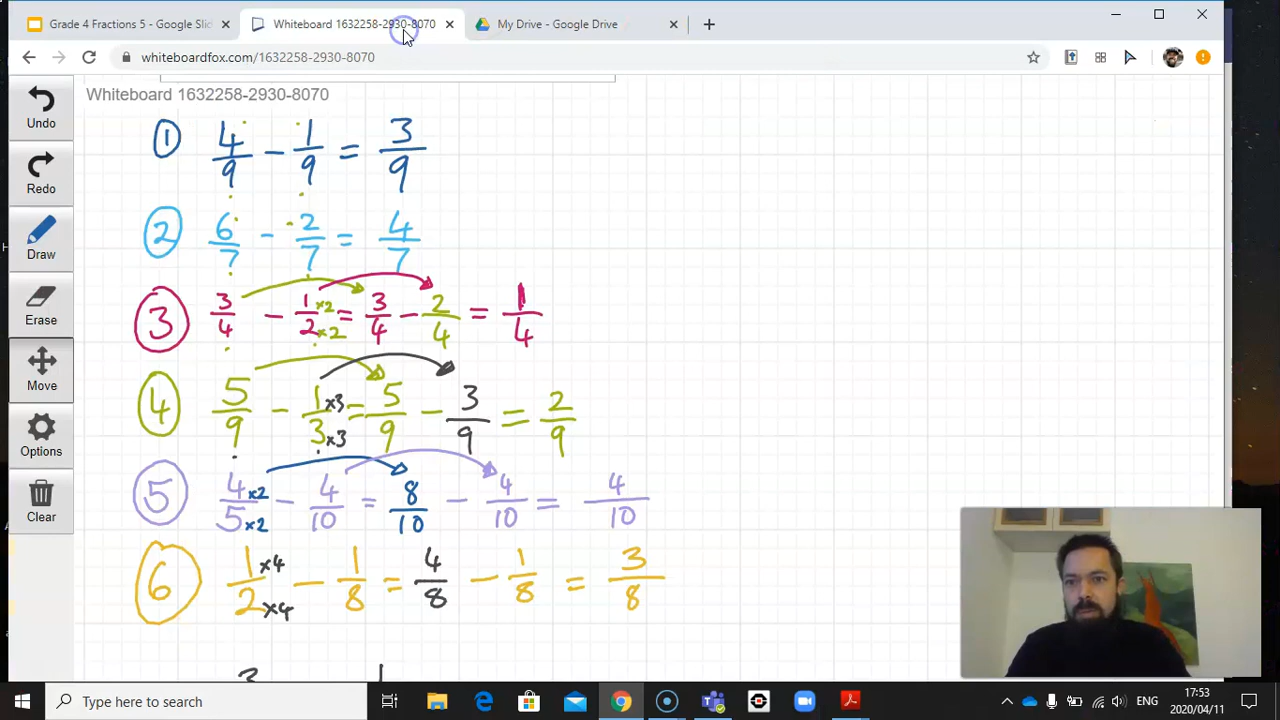 Grade 4 Fractions 5 - Google Slid
Whiteboard 1632258-2930-8070
My Drive - Google Drive
whiteboardfox.com/1632258-2930-8070
Whiteboard 1632258-2930-8070
Undo
Redo
Draw
Erase
Move
Options
Clear
① 4/9 - 1/9 = 3/9
② 6/7 - 2/7 = 4/7
③ 3/4 - 1/2 ×2 ×2 = 3/4 - 2/4 = 1/4
④ 5/9 - 1/3 ×3 ×3 = 5/9 - 3/9 = 2/9
⑤ 4/5 ×2 ×2 - 4/10 = 8/10 - 4/10 = 4/10
⑥ 1/2 ×4 ×4 - 1/8 = 4/8 - 1/8 = 3/8
Type here to search
ENG
17:53
2020/04/11